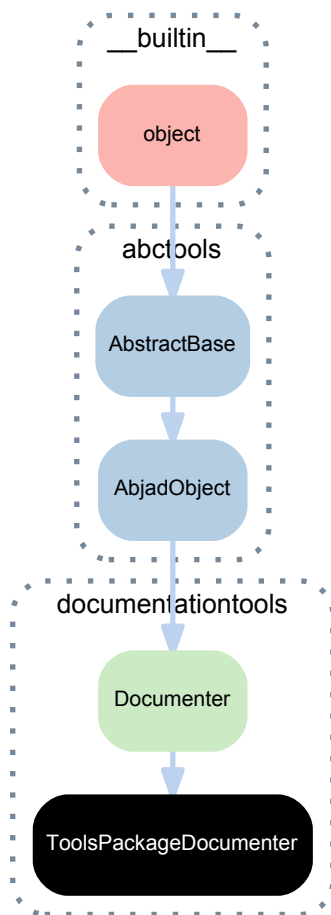 __builtin__
object
abctools
AbstractBase
AbjadObject
documentationtools
Documenter
ToolsPackageDocumenter